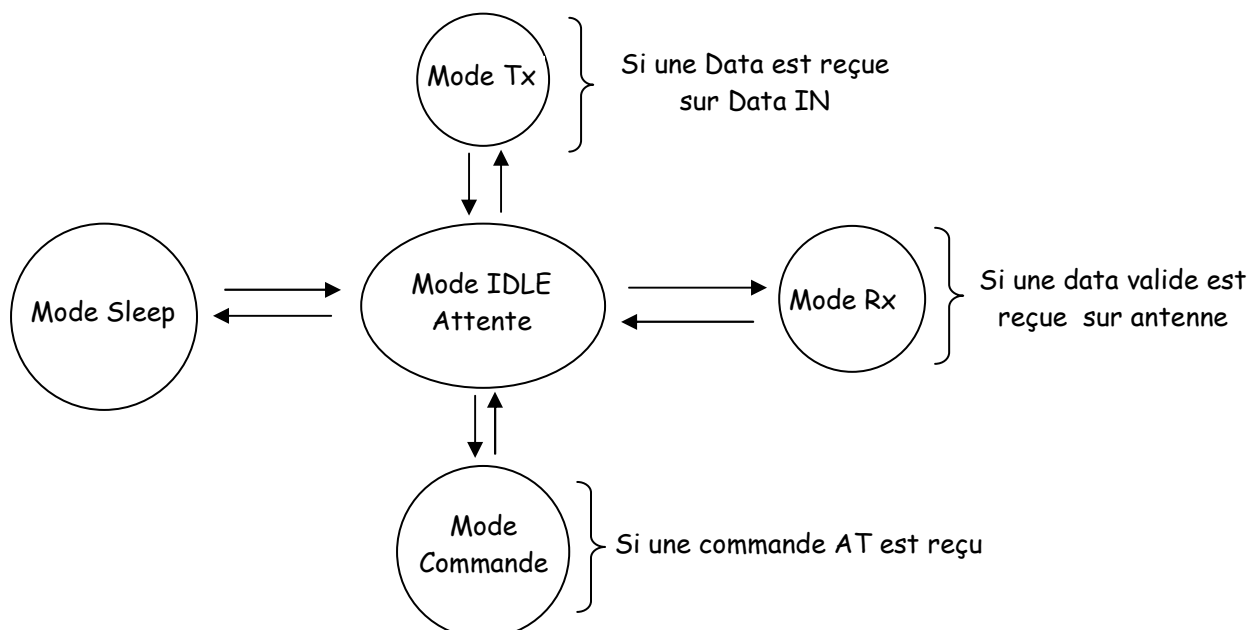 Mode Tx
Si une Data est reçue
sur Data IN
Mode Sleep
Mode IDLE
Attente
Mode Rx
Si une data valide est
reçue sur antenne
Mode
Commande
Si une commande AT est reçu